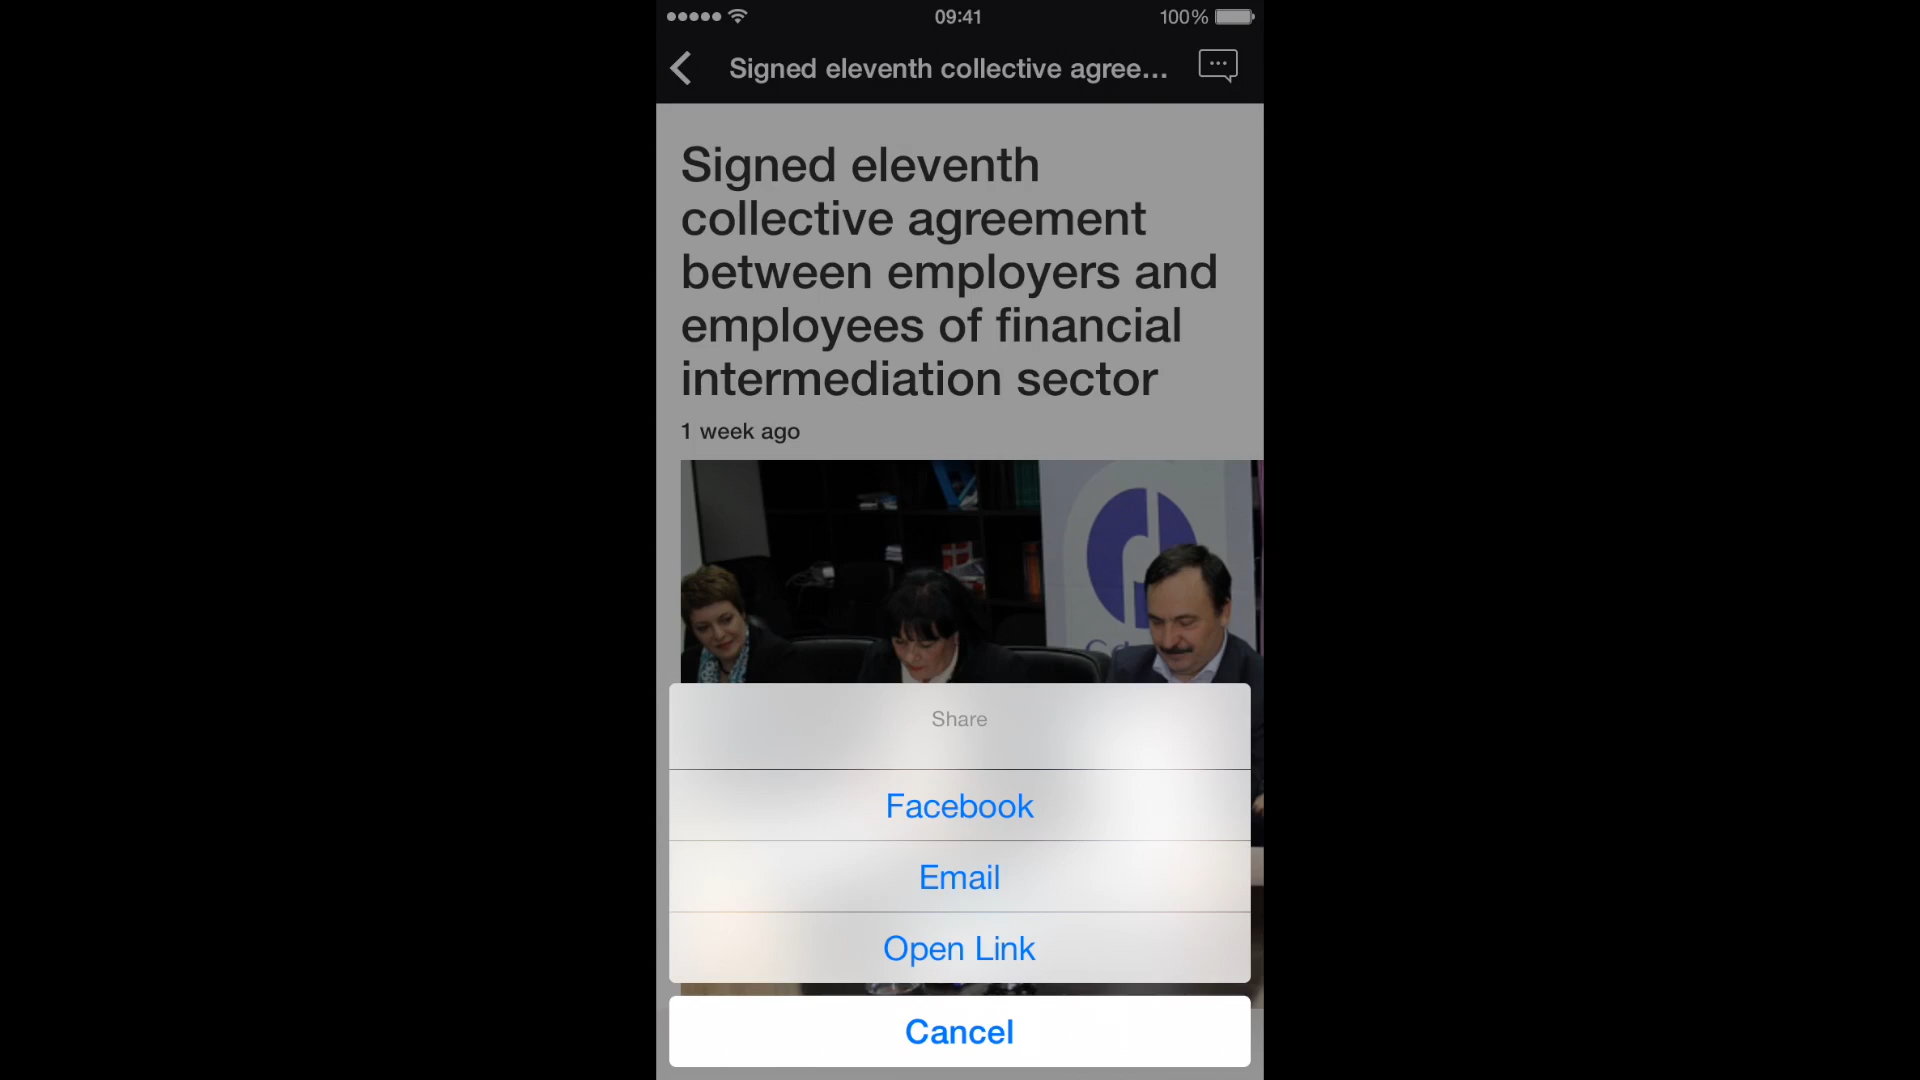 09:41
100%
Signed eleventh collective agree...
Signed eleventh
collective agreement
between employers and
employees of financial
intermediation sector
1 week ago
Share
Facebook
Email
Open Link
Cancel